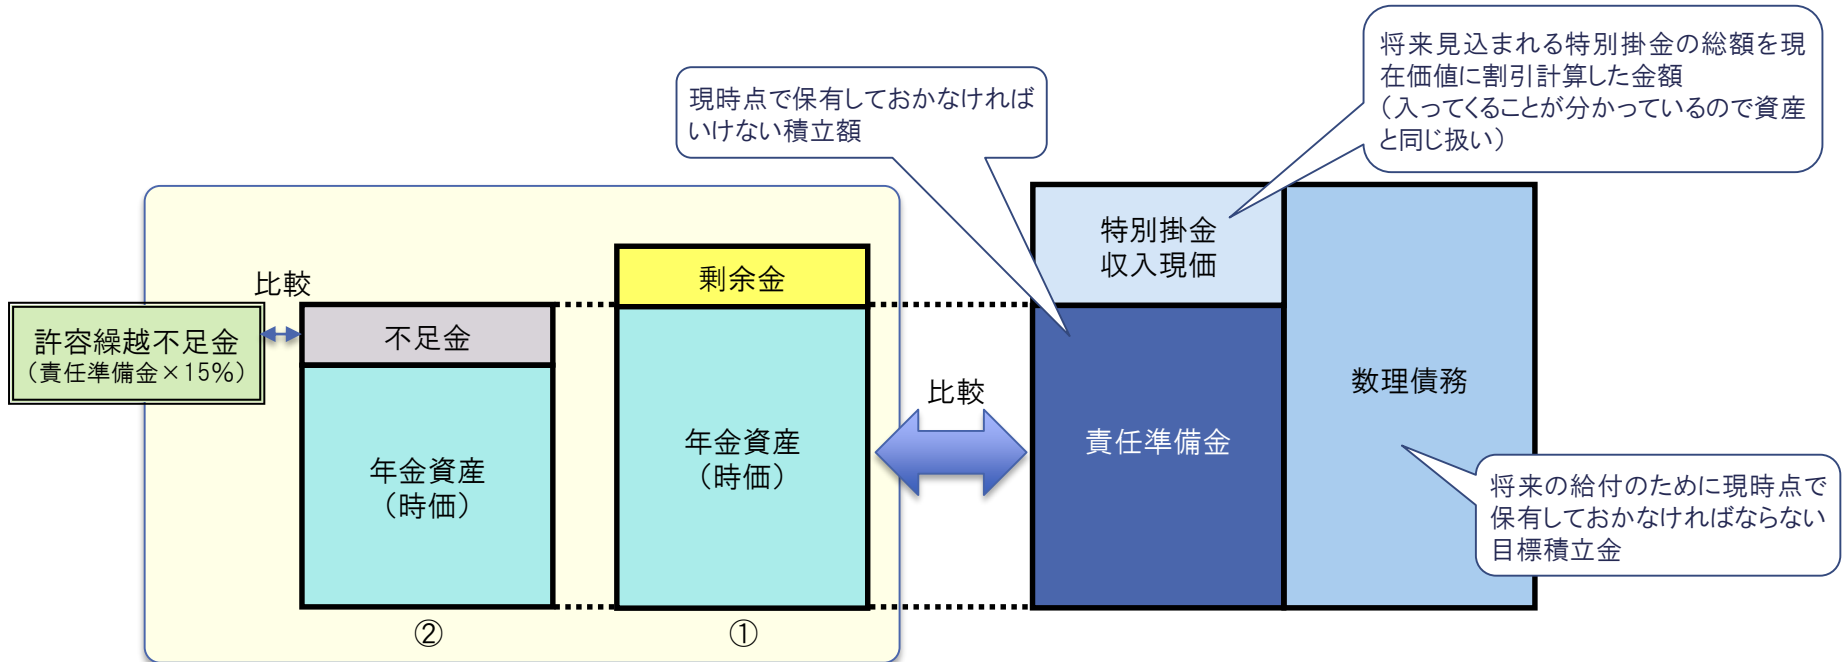 将来見込まれる特別掛金の総額を現
在価値に割引計算した金額
（入ってくることが分かっているので資産
と同じ扱い）
現時点で保有しておかなければ
いけない積立額
特別掛金
収入現価
剰余金
比較
許容繰越不足金
（責任準備金×15％）
不足金
数理債務
比較
年金資産
（時価）
責任準備金
年金資産
（時価）
将来の給付のために現時点で
保有しておかなければならない
目標積立金
②
①